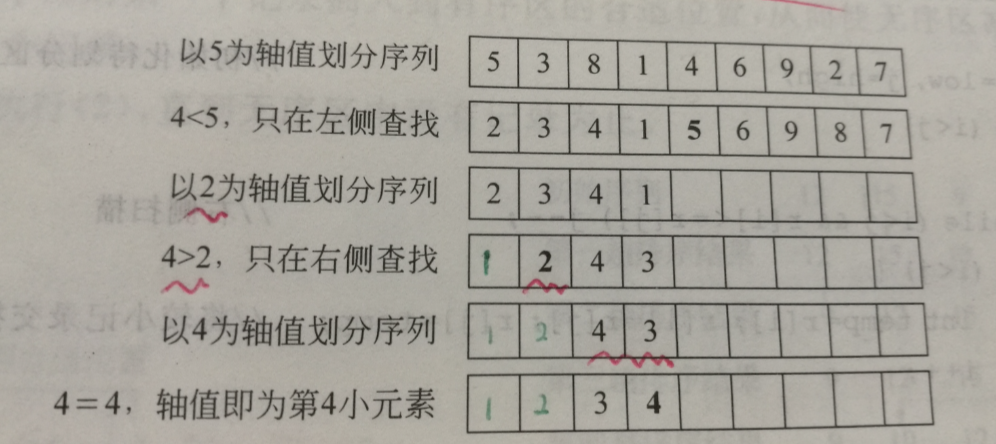 以5为轴值划分序列 5 3 8 1 4 6 9 2 7
4<5，只在左侧查找 2 3 4 1 5 6 9 8 7
以2为轴值划分序列 2 3 4 1
4>2，只在右侧查找 1 2 4 3
以4为轴值划分序列 1 2 4 3
4=4，轴值即为第4小元素 1 2 3 4